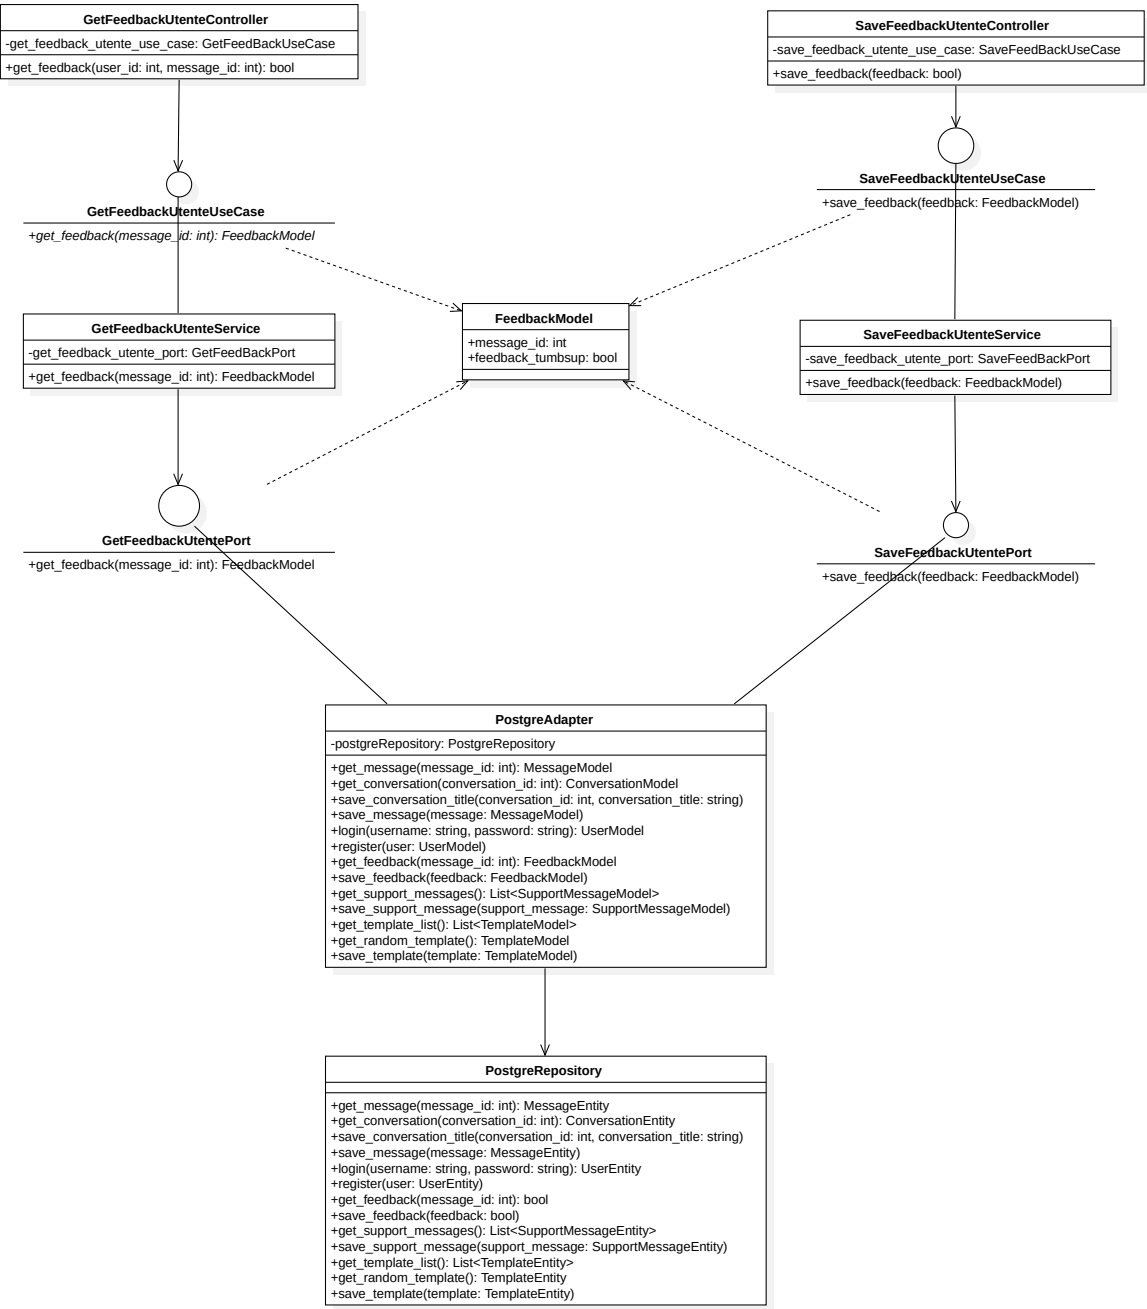 GetFeedbackUtenteController
-get_feedback_utente_use_case: GetFeedBackUseCase
+get_feedback(user_id: int, message_id: int): bool
SaveFeedbackUtenteController
-save_feedback_utente_use_case: SaveFeedBackUseCase
+save_feedback(feedback: bool)
GetFeedbackUtenteUseCase
+get_feedback(message_id: int): FeedbackModel
SaveFeedbackUtenteUseCase
+save_feedback(feedback: FeedbackModel)
FeedbackModel
+message_id: int
+feedback_tumbsup: bool
GetFeedbackUtenteService
-get_feedback_utente_port: GetFeedBackPort
+get_feedback(message_id: int): FeedbackModel
SaveFeedbackUtenteService
-save_feedback_utente_port: SaveFeedBackPort
+save_feedback(feedback: FeedbackModel)
GetFeedbackUtentePort
+get_feedback(message_id: int): FeedbackModel
SaveFeedbackUtentePort
+save_feedback(feedback: FeedbackModel)
PostgreAdapter
-postgreRepository: PostgreRepository
+get_message(message_id: int): MessageModel
+get_conversation(conversation_id: int): ConversationModel
+save_conversation_title(conversation_id: int, conversation_title: string)
+save_message(message: MessageModel)
+login(username: string, password: string): UserModel
+register(user: UserModel)
+get_feedback(message_id: int): FeedbackModel
+save_feedback(feedback: FeedbackModel)
+get_support_messages(): List<SupportMessageModel>
+save_support_message(support_message: SupportMessageModel)
+get_template_list(): List<TemplateModel>
+get_random_template(): TemplateModel
+save_template(template: TemplateModel)
PostgreRepository
+get_message(message_id: int): MessageEntity
+get_conversation(conversation_id: int): ConversationEntity
+save_conversation_title(conversation_id: int, conversation_title: string)
+save_message(message: MessageEntity)
+login(username: string, password: string): UserEntity
+register(user: UserEntity)
+get_feedback(message_id: int): bool
+save_feedback(feedback: bool)
+get_support_messages(): List<SupportMessageEntity>
+save_support_message(support_message: SupportMessageEntity)
+get_template_list(): List<TemplateEntity>
+get_random_template(): TemplateEntity
+save_template(template: TemplateEntity)